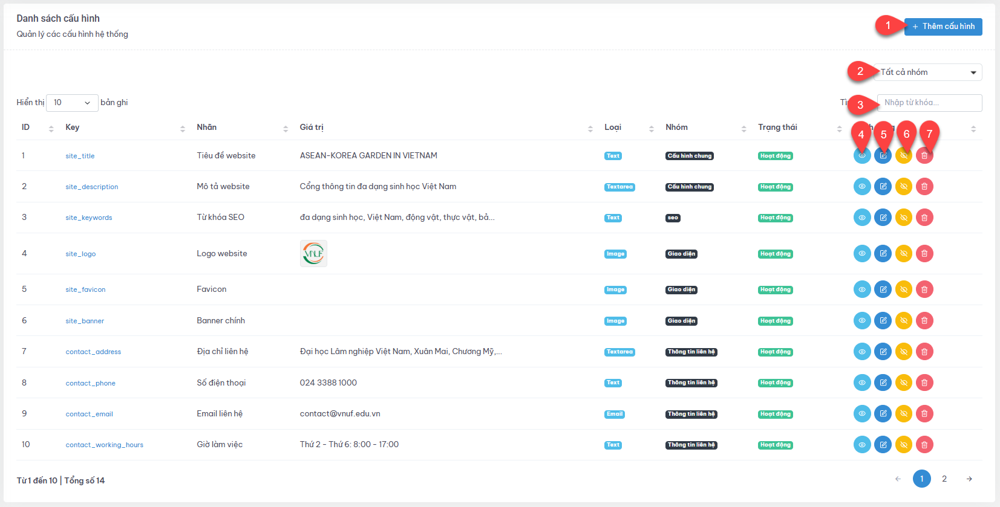 Danh sách cấu hình
Quản lý các cấu hình hệ thống
1
+ Thêm cấu hình
2
Tất cả nhóm
Hiển thị 10 bản ghi
3
Nhập từ khóa...
ID Key Nhãn Giá trị Loại Nhóm Trạng thái
4 5 6 7
1 site_title Tiêu đề website ASEAN-KOREA GARDEN IN VIETNAM Text Cấu hình chung Hoạt động
2 site_description Mô tả website Cổng thông tin đa dạng sinh học Việt Nam Textarea Cấu hình chung Hoạt động
3 site_keywords Từ khóa SEO đa dạng sinh học, Việt Nam, động vật, thực vật, bả... Text seo Hoạt động
4 site_logo Logo website VNUF Image Giao diện Hoạt động
5 site_favicon Favicon Image Giao diện Hoạt động
6 site_banner Banner chính Image Giao diện Hoạt động
7 contact_address Địa chỉ liên hệ Đại học Lâm nghiệp Việt Nam, Xuân Mai, Chương Mỹ,... Textarea Thông tin liên hệ Hoạt động
8 contact_phone Số điện thoại 024 3388 1000 Text Thông tin liên hệ Hoạt động
9 contact_email Email liên hệ contact@vnuf.edu.vn Email Thông tin liên hệ Hoạt động
10 contact_working_hours Giờ làm việc Thứ 2 - Thứ 6: 8:00 - 17:00 Text Thông tin liên hệ Hoạt động
Từ 1 đến 10 | Tổng số 14
← 1 2 →